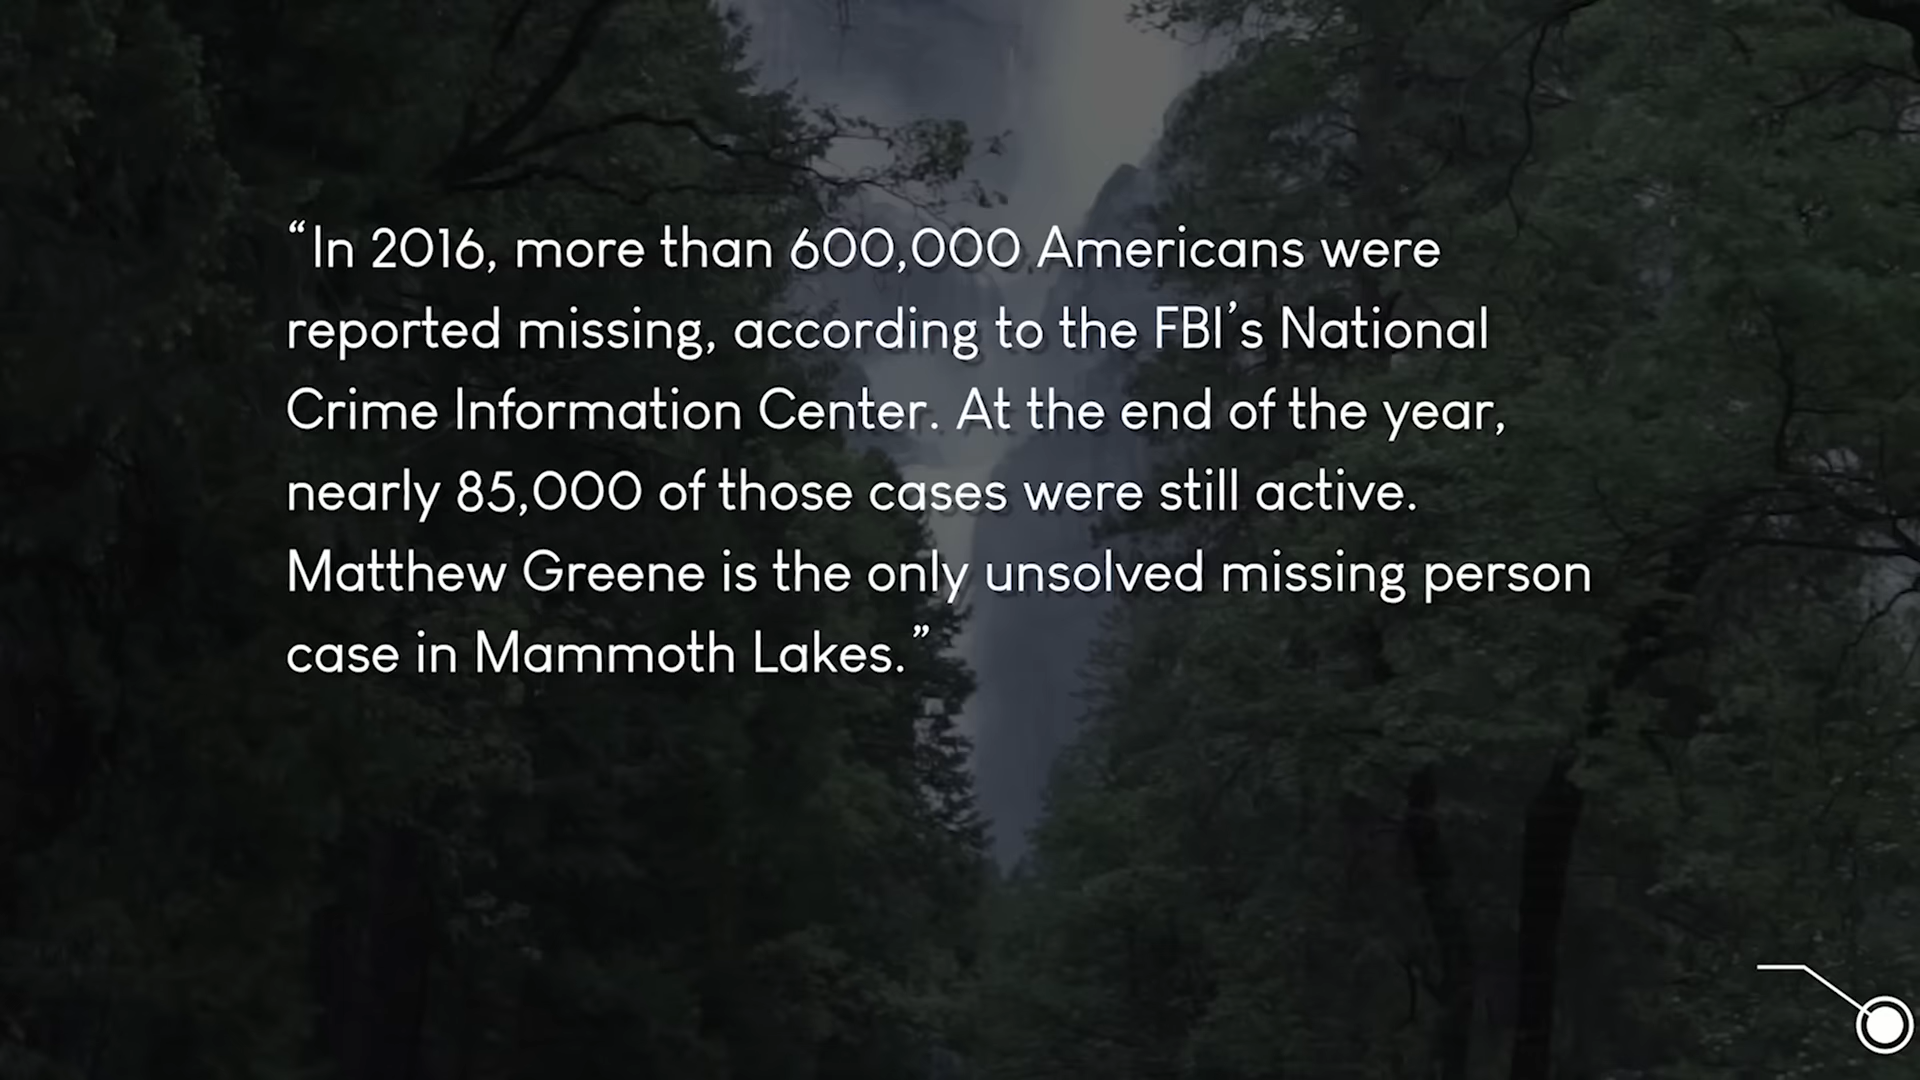 “In 2016, more than 600,000 Americans were
reported missing, according to the FBI’s National
Crime Information Center. At the end of the year,
nearly 85,000 of those cases were still active.
Matthew Greene is the only unsolved missing person
case in Mammoth Lakes.”